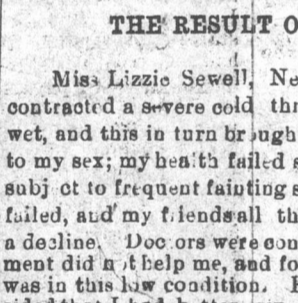 THE RESULT O
Miss Lizzie Sewell, Ne
contracted a severe cold thr
wet, and this in turn brough
to my sex; my health failed s
subject to frequent fainting s
failed, and my friends all th
a decline. Doctors were con
ment did not help me, and fo
was in this low condition.